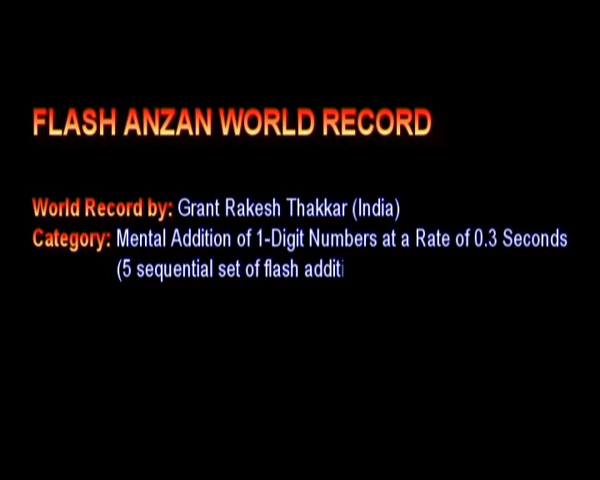 FLASH ANZAN WORLD RECORD
World Record by: Grant Rakesh Thakkar (India)
Category: Mental Addition of 1-Digit Numbers at a Rate of 0.3 Seconds
(5 sequential set of flash additi